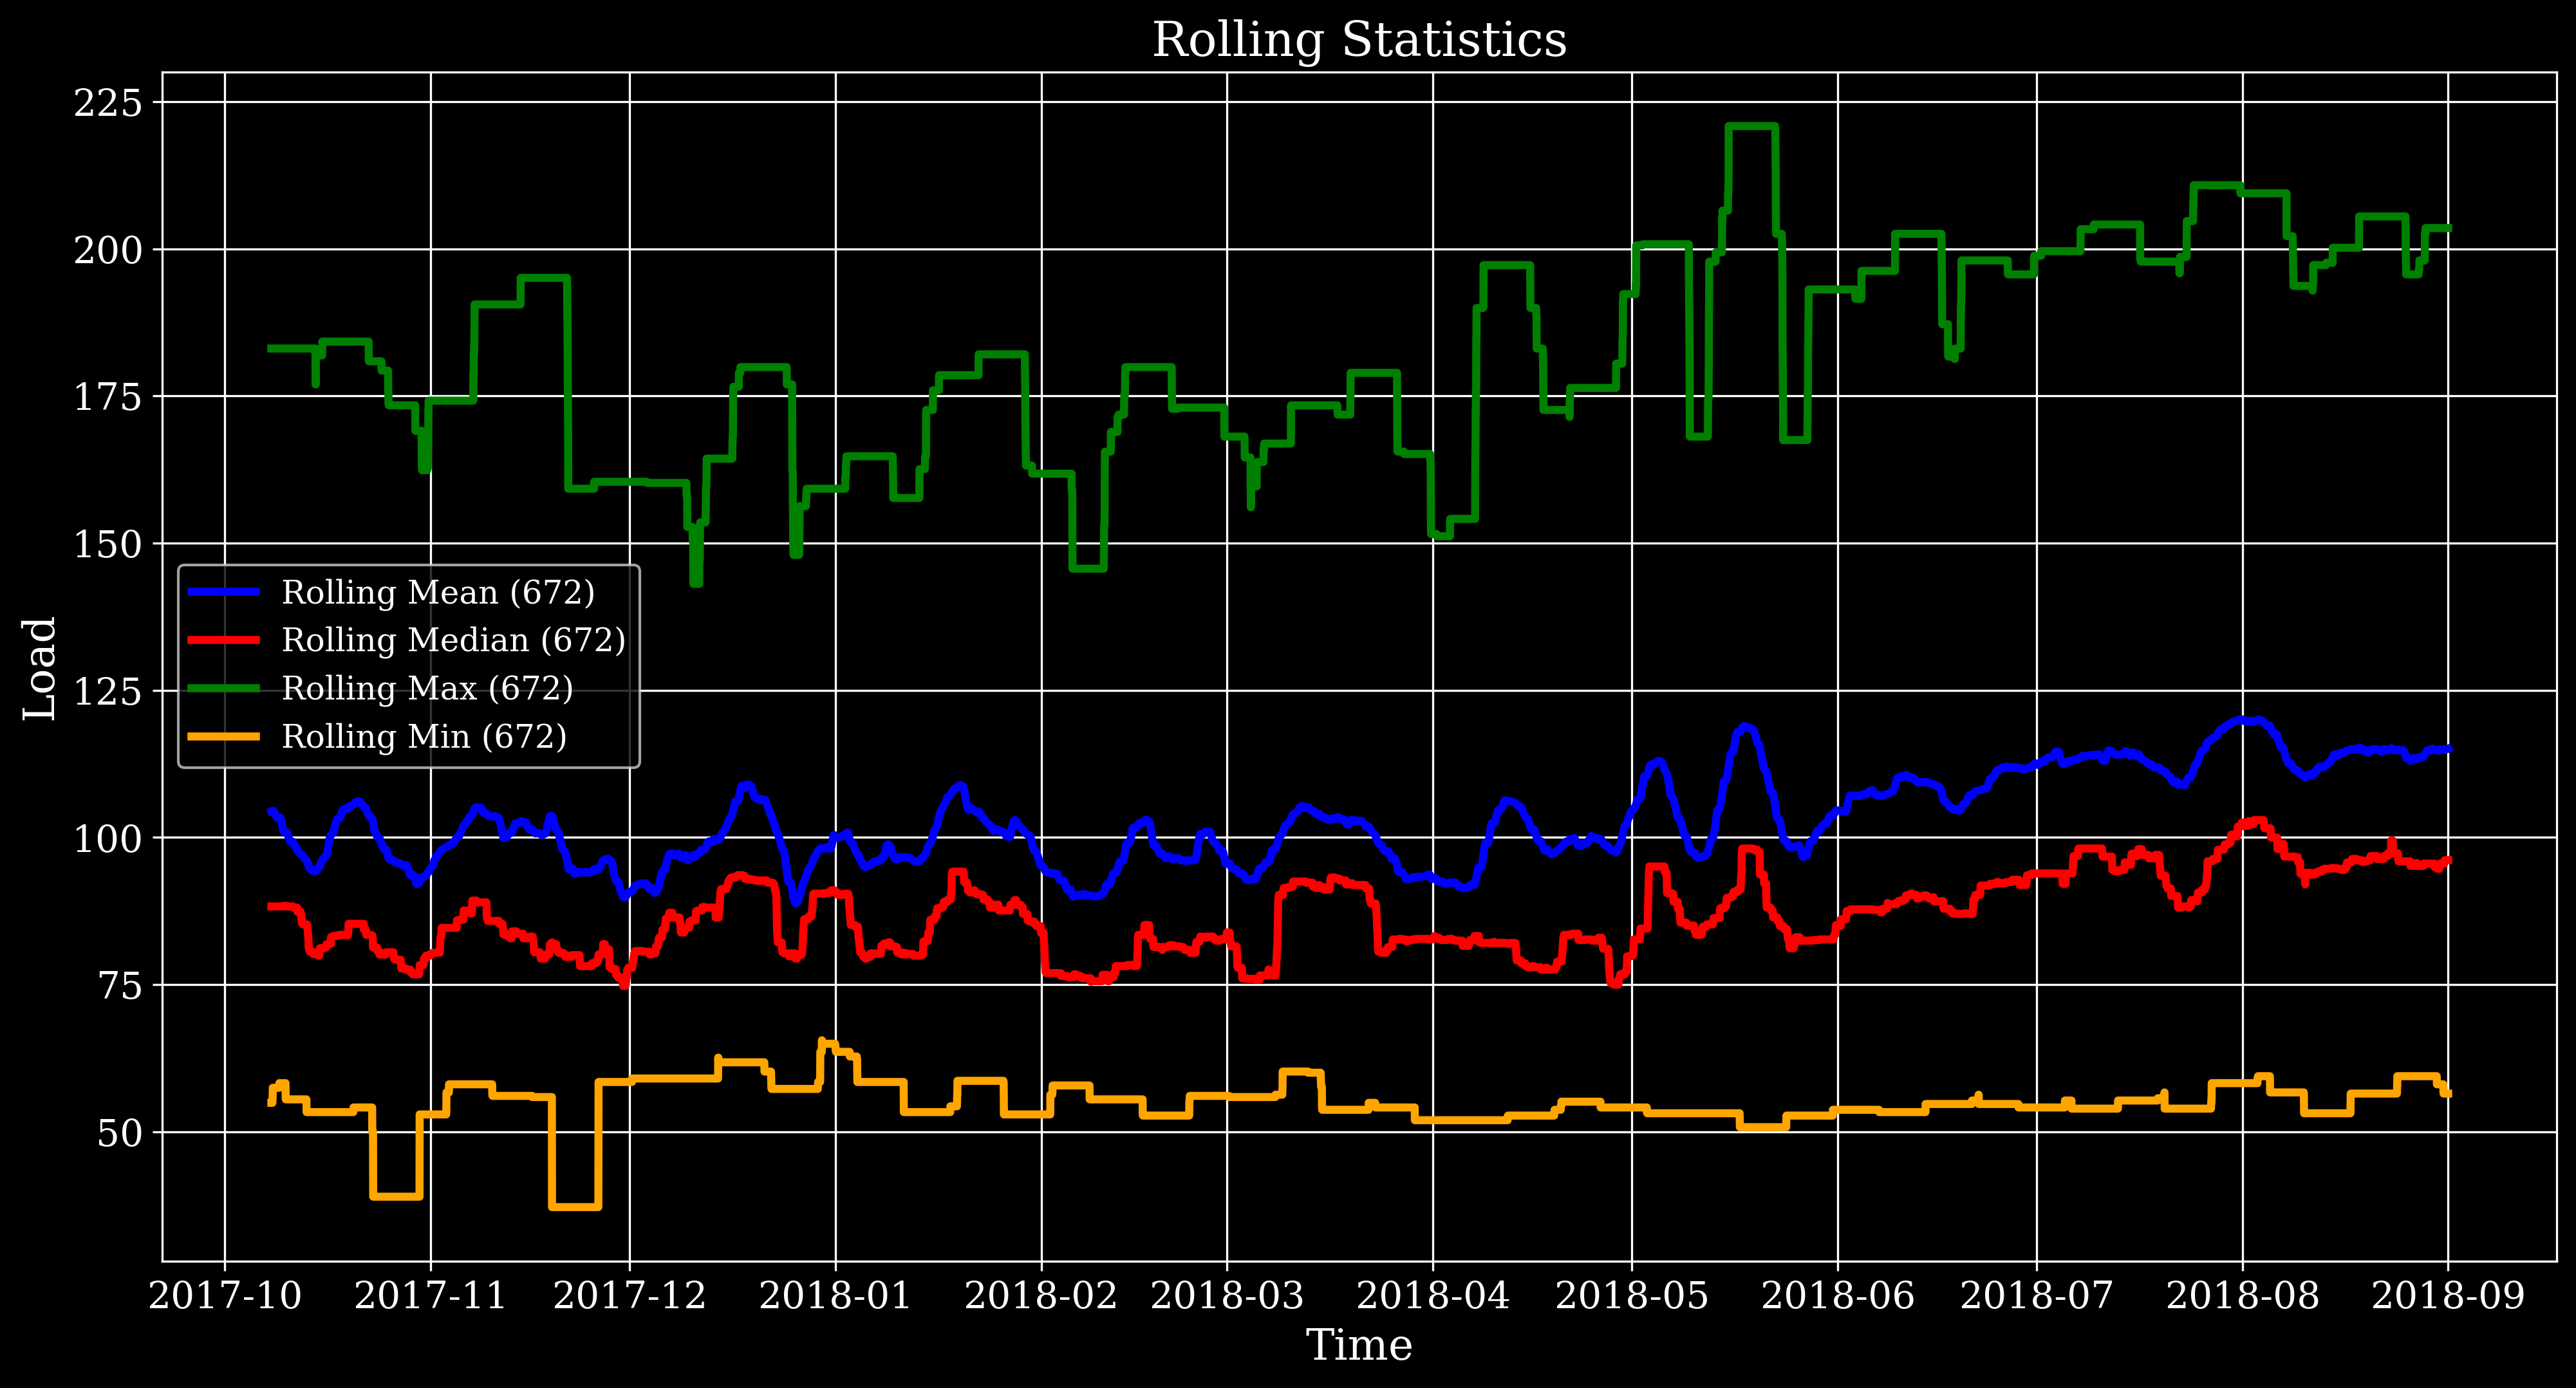 Rolling Statistics
225
200
175
150
125
100
75
50
Load
Rolling Mean (672)
Rolling Median (672)
Rolling Max (672)
Rolling Min (672)
2017-10 2017-11 2017-12 2018-01 2018-02 2018-03 2018-04 2018-05 2018-06 2018-07 2018-08 2018-09
Time